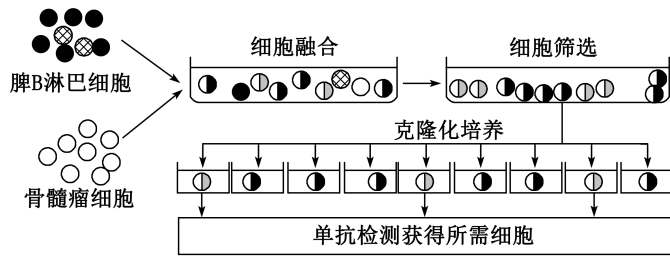 细胞融合
细胞筛选
脾B淋巴细胞
克隆化培养
骨髓瘤细胞
单抗检测获得所需细胞